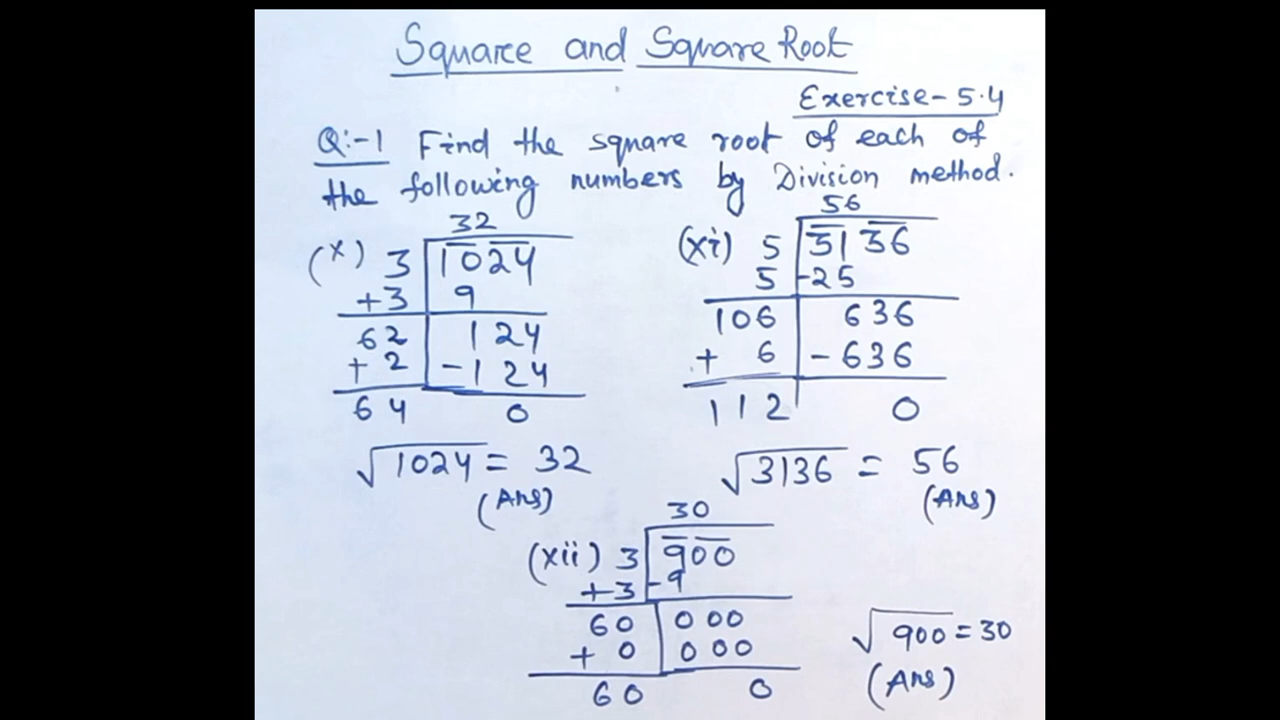 Square and Square Root
Exercise-5.4
Q:-1 Find the square root of each of
the following numbers by Division method.
32
(x) 3 1024
+3 9
62 124
+2 -124
64 0
√1024 = 32
(Ans)
56
(xi) 5 3136
5 -25
106 636
+ 6 -636
112 0
√3136 = 56
(Ans)
30
(xii) 3 900
+3 -9
60 000
+ 0 000
60 0
√900 = 30
(Ans)